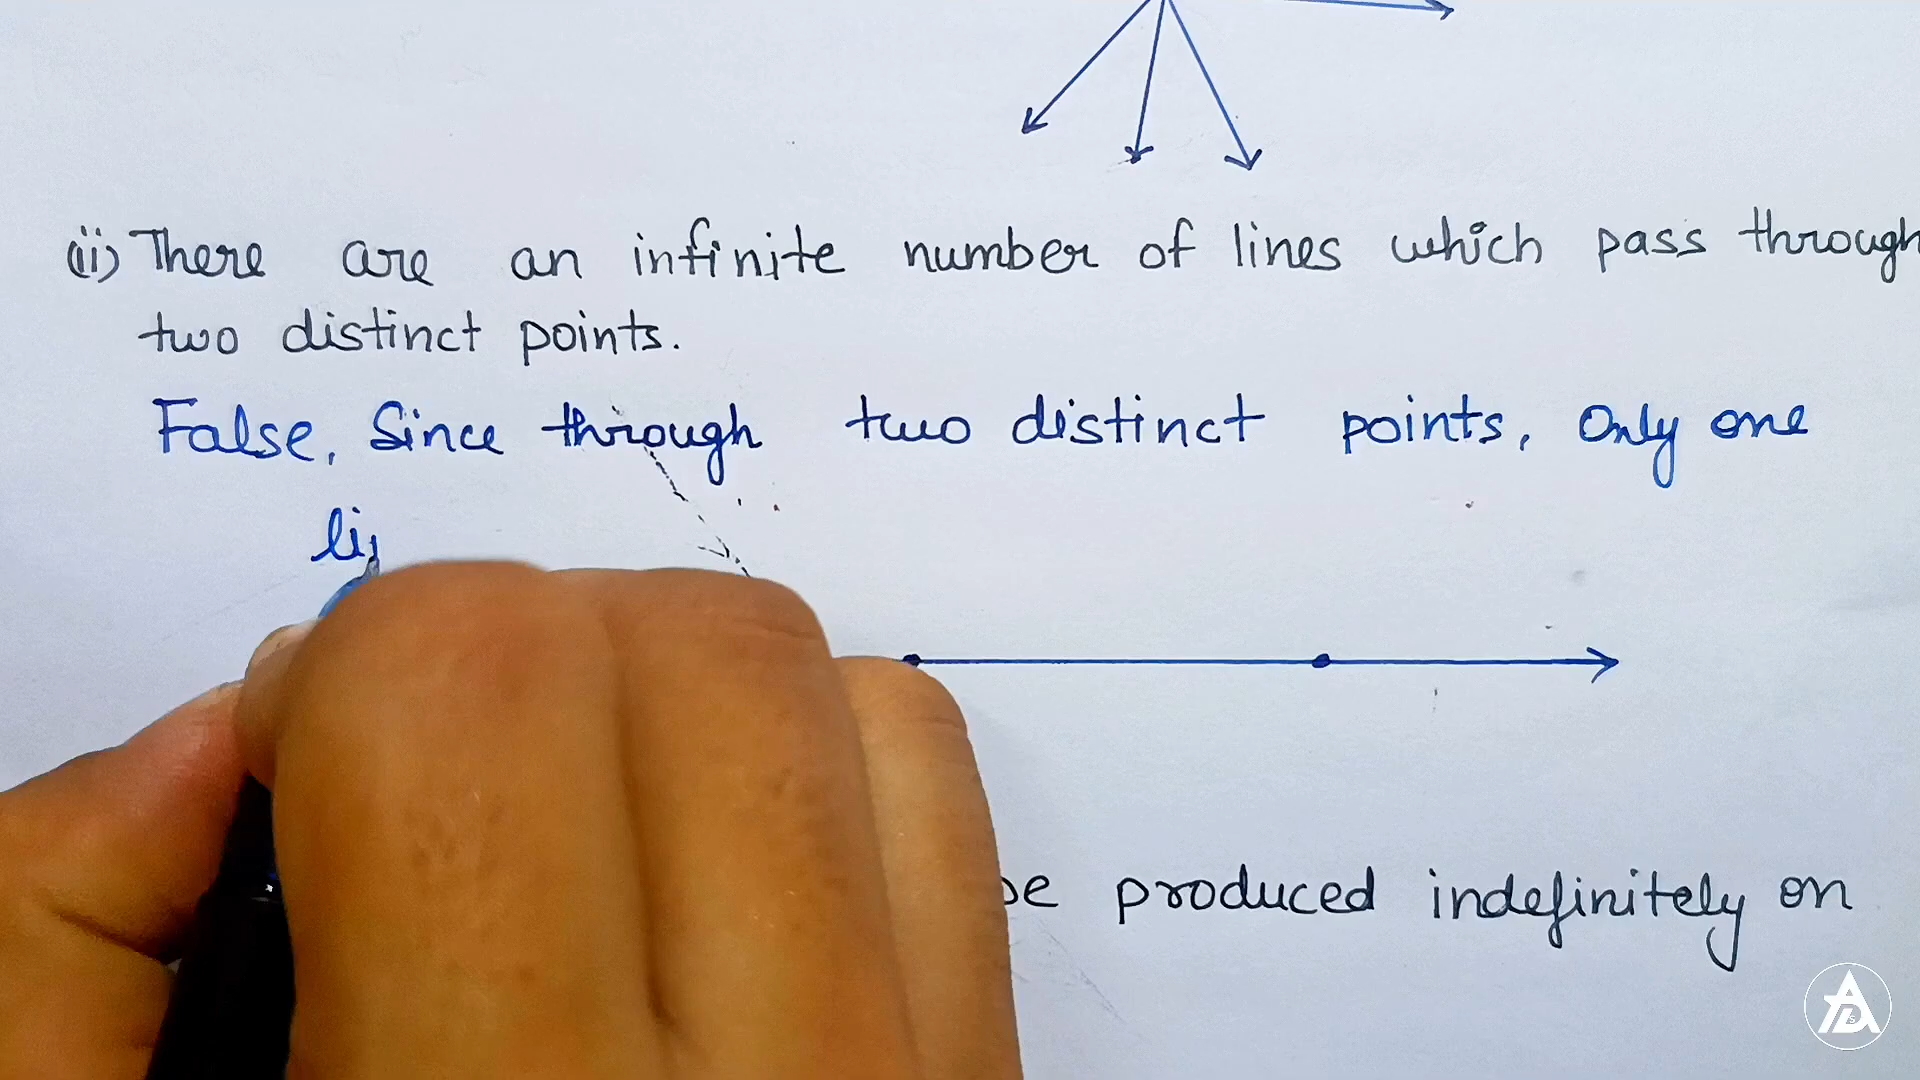 (ii) There are an infinite number of lines which pass through
two distinct points.
False, Since through two distinct points, Only one
produced indefinitely on